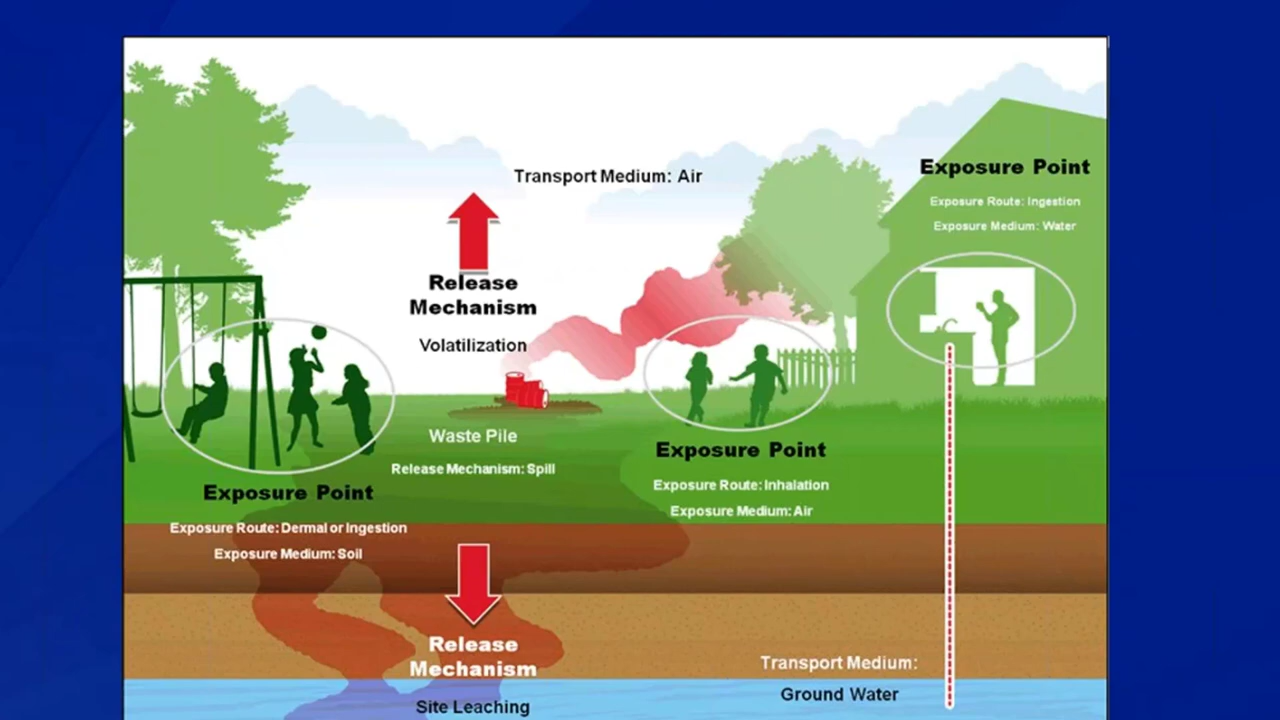 Transport Medium: Air
Exposure Point
Exposure Route: Ingestion
Exposure Medium: Water
Release
Mechanism
Volatilization
Waste Pile
Release Mechanism: Spill
Exposure Point
Exposure Route: Inhalation
Exposure Medium: Air
Exposure Point
Exposure Route: Dermal or Ingestion
Exposure Medium: Soil
Release
Mechanism
Site Leaching
Transport Medium:
Ground Water